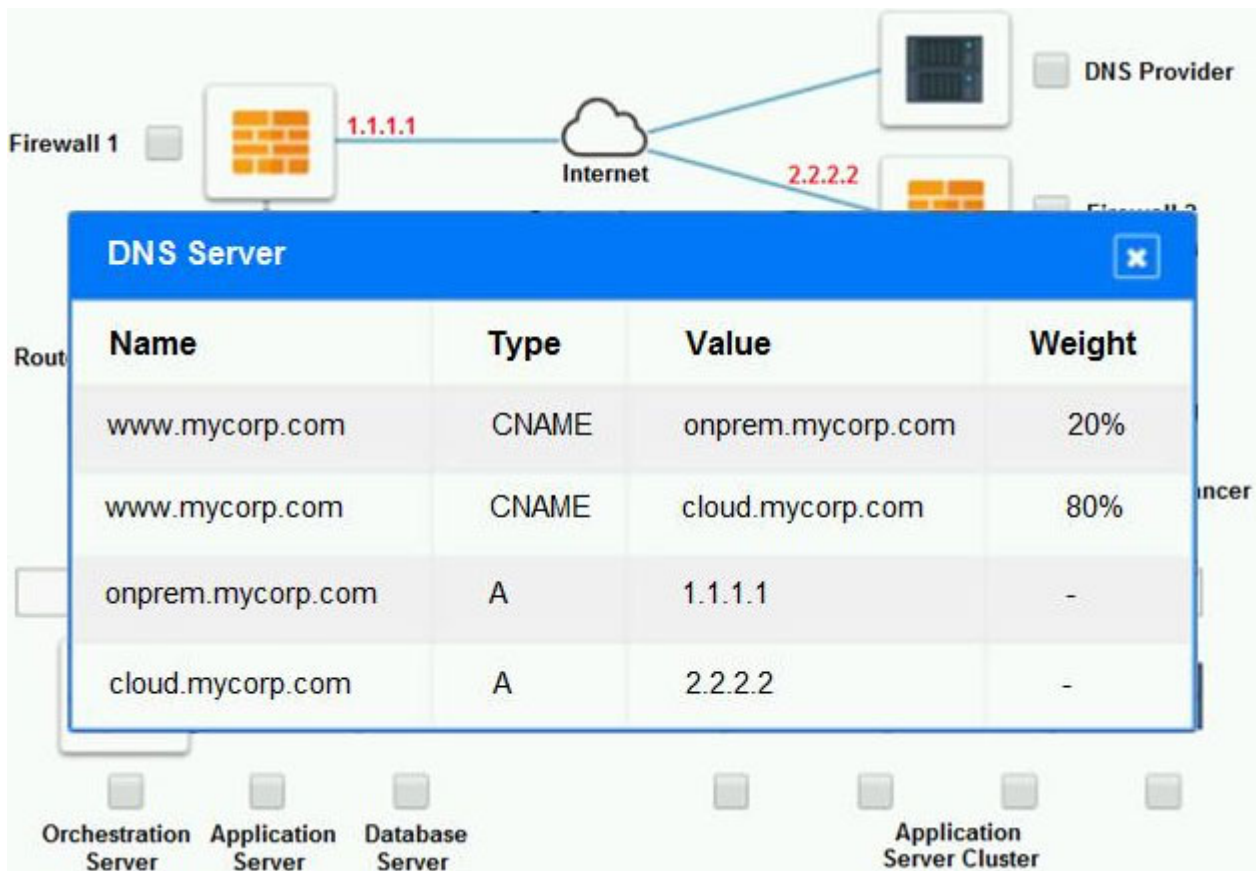 DNS Provider
Firewall 1
1.1.1.1
Internet
2.2.2.2
DNS Server
Name Type Value Weight
www.mycorp.com CNAME onprem.mycorp.com 20%
www.mycorp.com CNAME cloud.mycorp.com 80%
onprem.mycorp.com A 1.1.1.1 -
cloud.mycorp.com A 2.2.2.2 -
Orchestration Server
Application Server
Database Server
Application Server Cluster